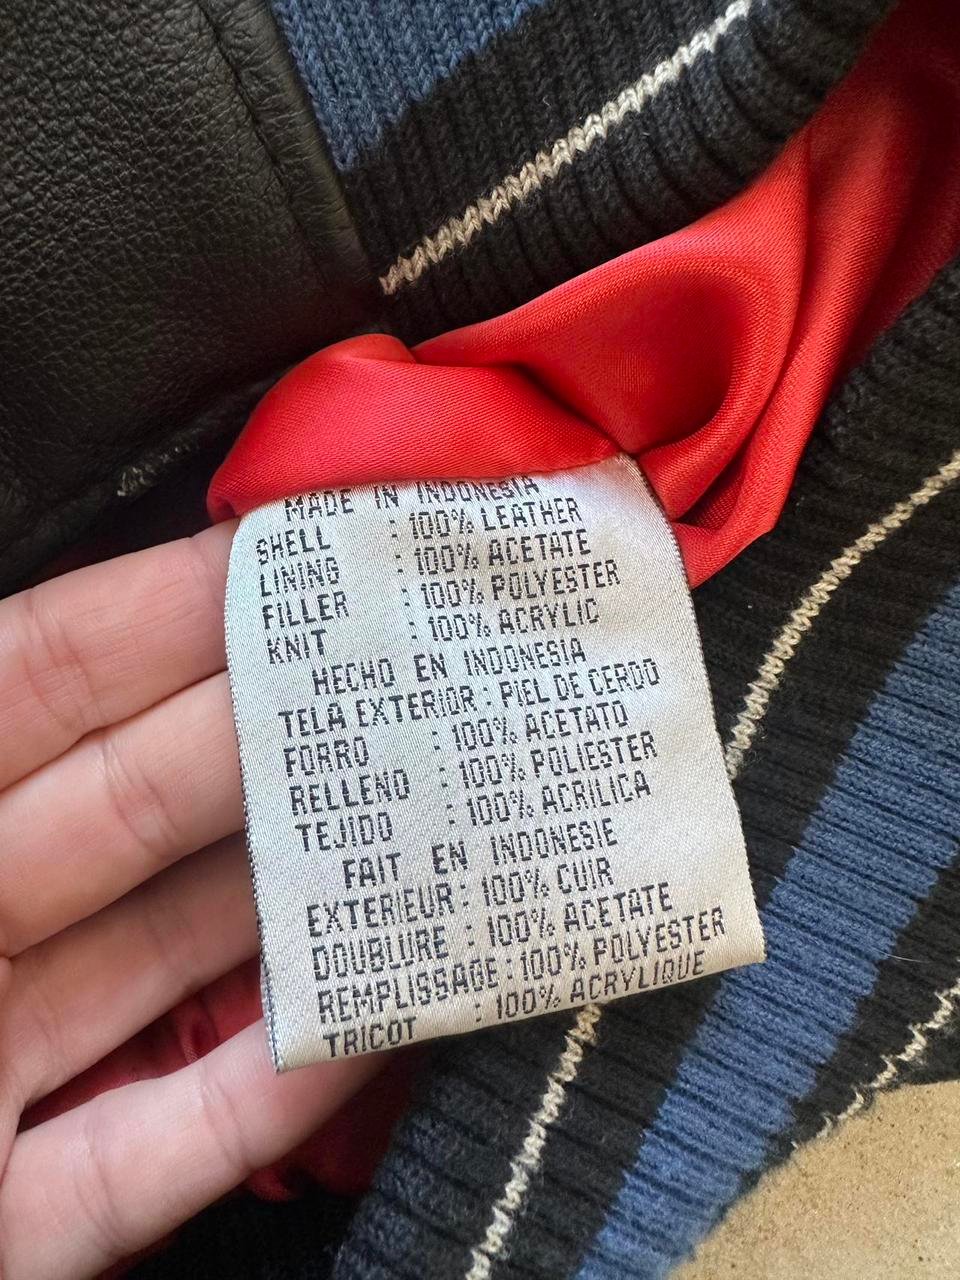 MADE IN INDONESIA
SHELL : 100% LEATHER
LINING : 100% ACETATE
FILLER : 100% POLYESTER
KNIT : 100% ACRYLIC
HECHO EN INDONESIA
TELA EXTERIOR : PIEL DE CERDO
FORRO : 100% ACETATO
RELLENO : 100% POLIESTER
TEJIDO : 100% ACRILICA
FAIT EN INDONESIE
EXTERIEUR : 100% CUIR
DOUBLURE : 100% ACETATE
REMPLISSAGE : 100% POLYESTER
TRICOT : 100% ACRYLIQUE